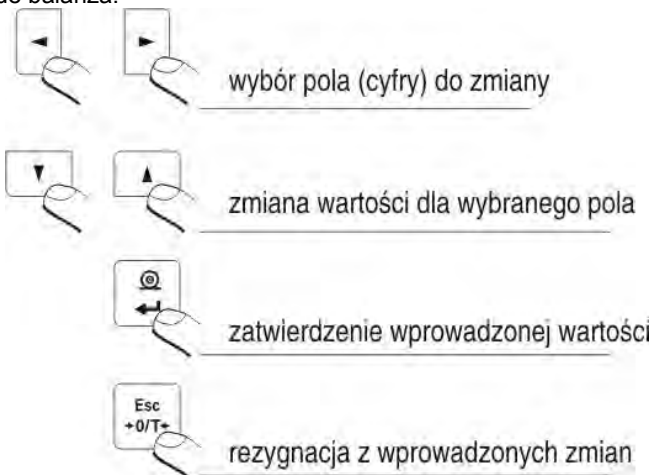 wybór pola (cyfry) do zmiany
zmiana wartości dla wybranego pola
zatwierdzenie wprowadzonej wartości
Esc
→0/T←
rezygnacja z wprowadzonych zmian